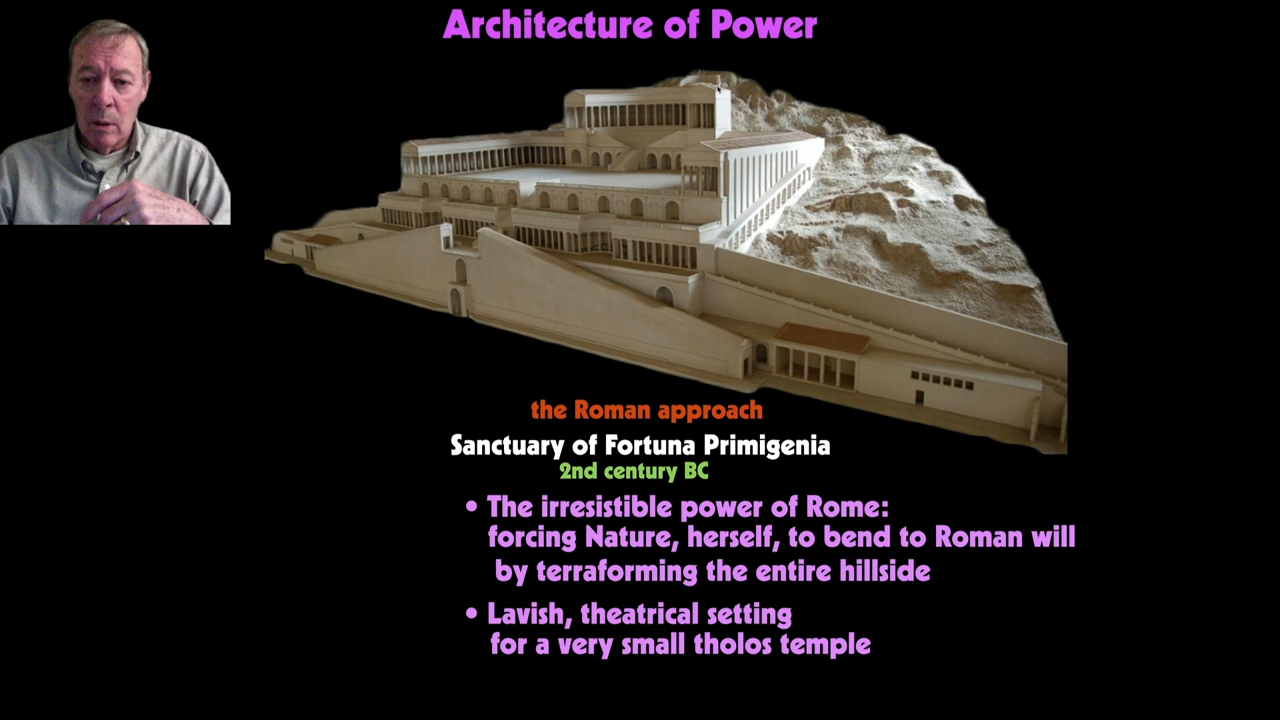 Architecture of Power
the Roman approach
Sanctuary of Fortuna Primigenia
2nd century BC
• The irresistible power of Rome:
forcing Nature, herself, to bend to Roman will
by terraforming the entire hillside
• Lavish, theatrical setting
for a very small tholos temple